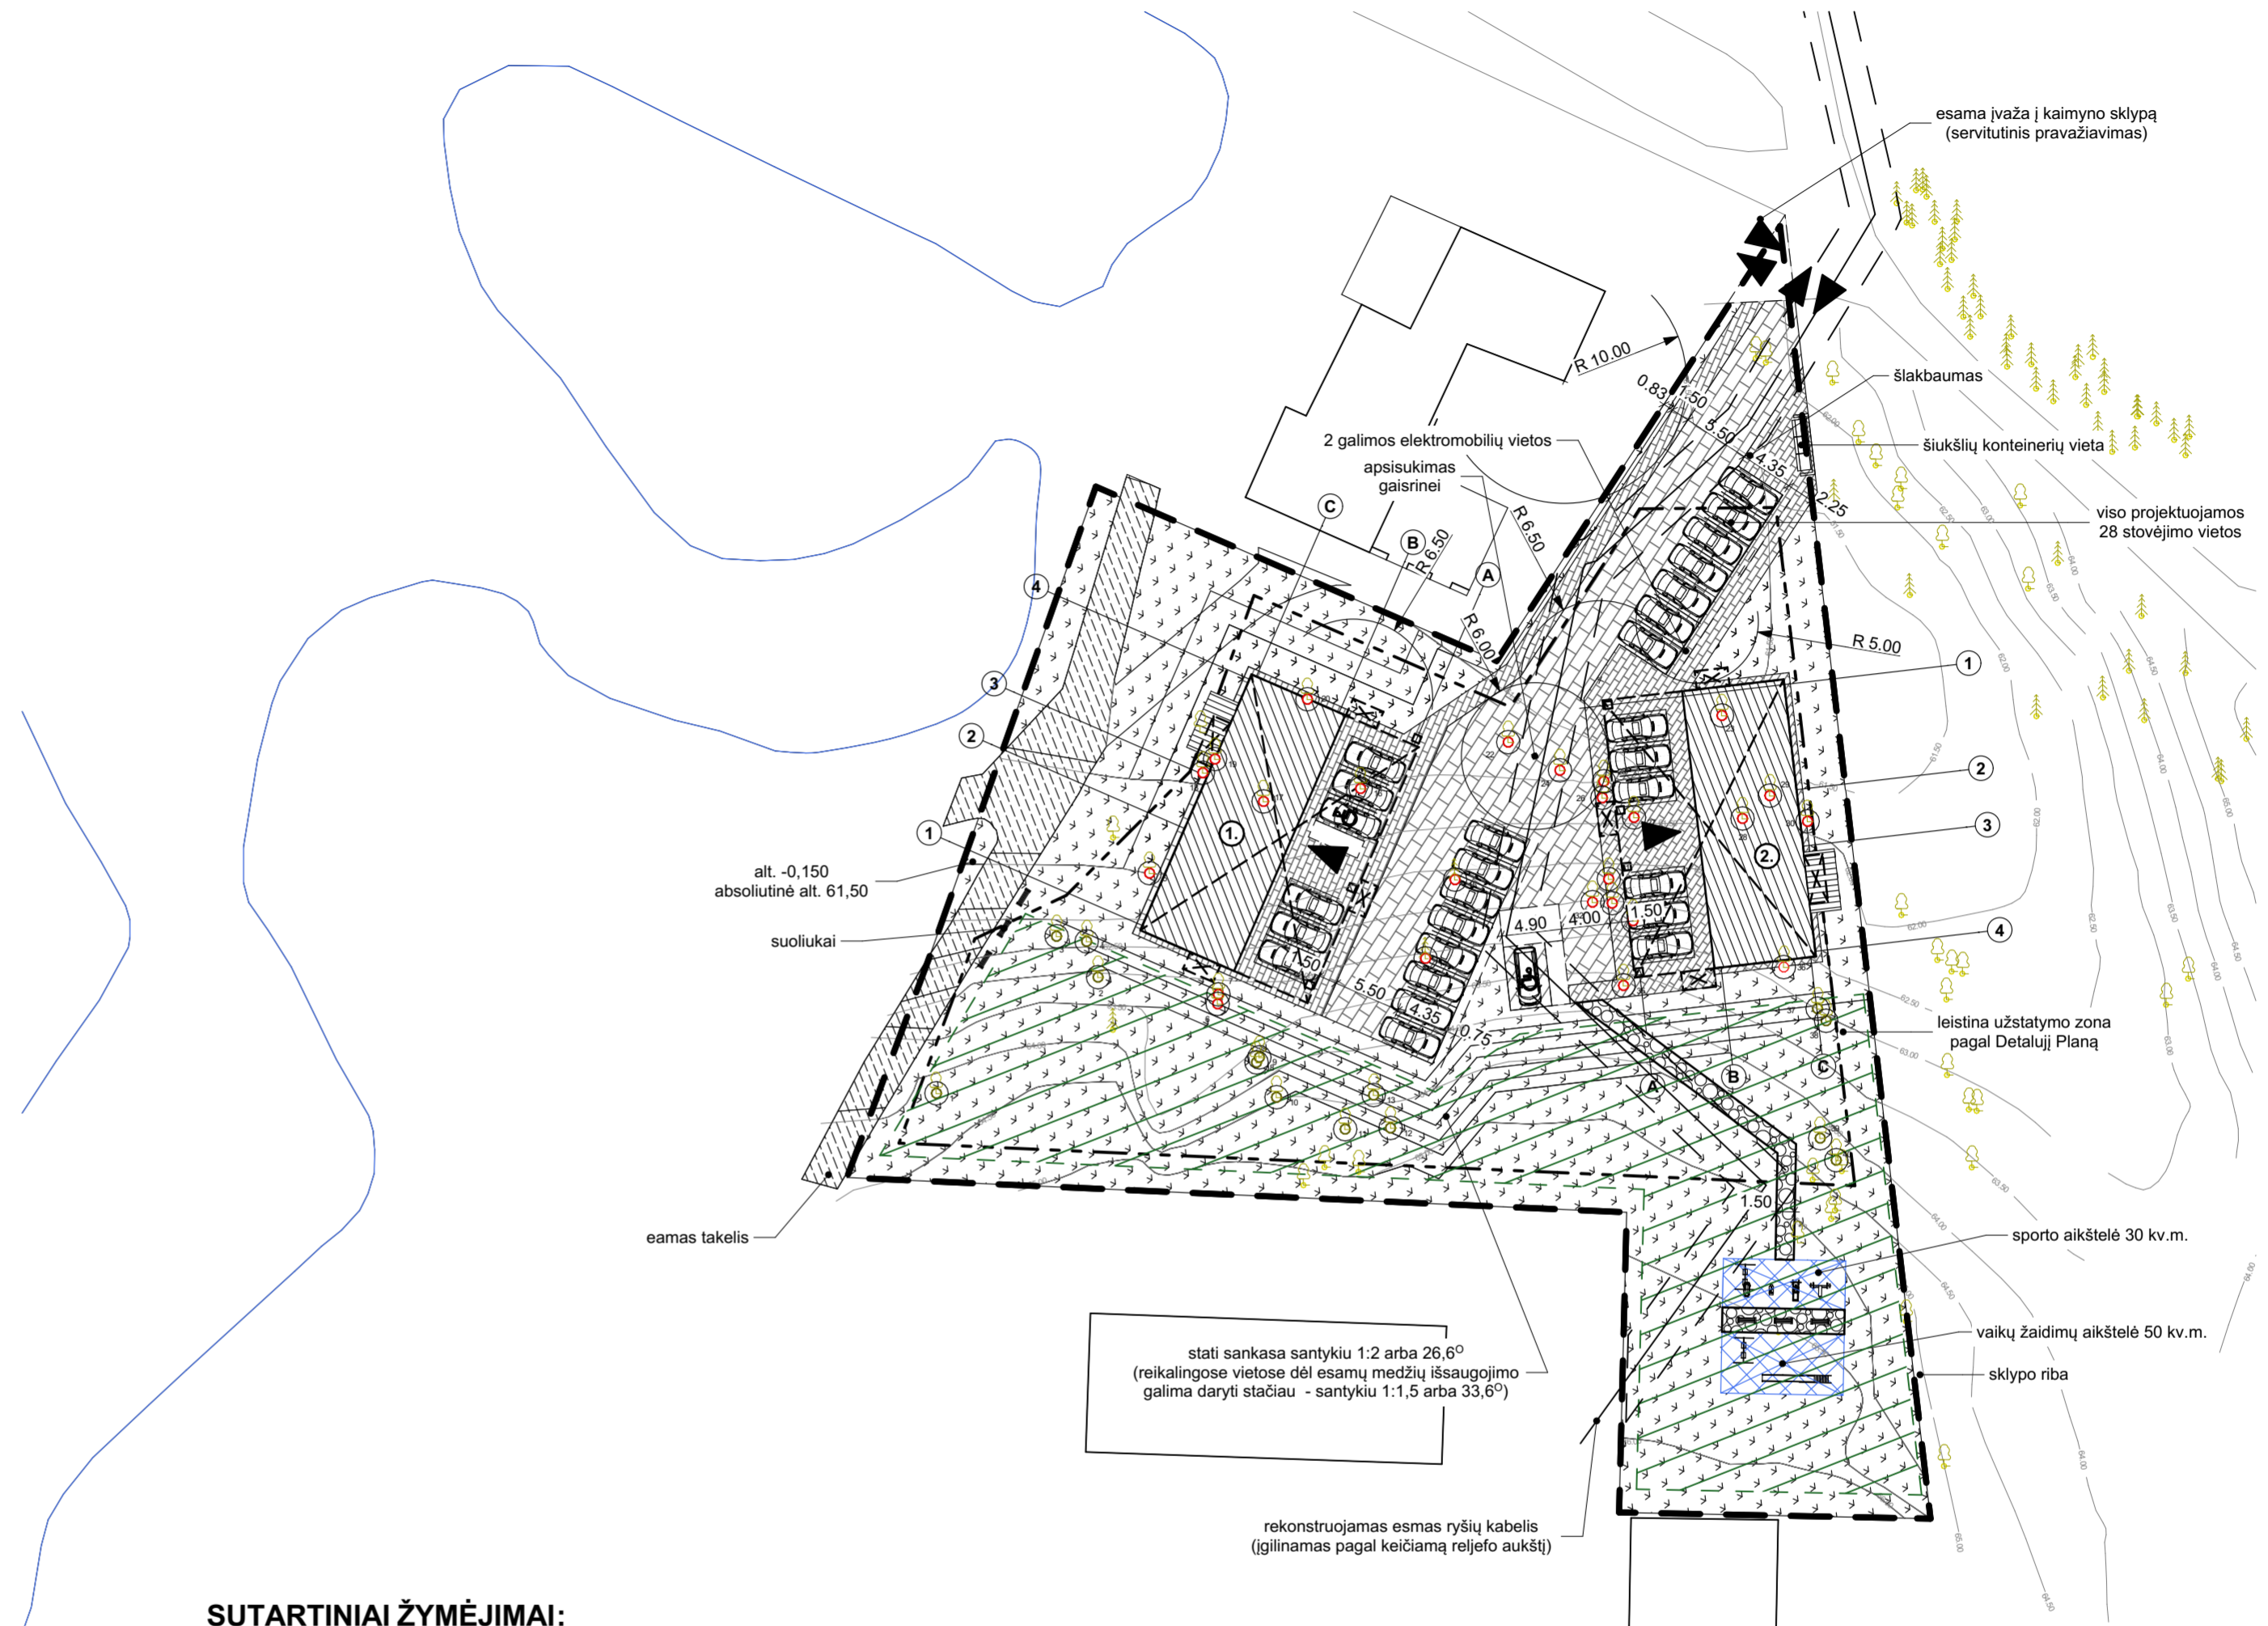 esama įvaža į kaimyno sklypą
(servitutinis pravažiavimas)
R 10.00
šlakbaumas
0.83
1.50
5.50
4.35
2.25
2 galimos elektromobilių vietos
šiukšlių konteinerių vieta
apsisukimas
gaisrinei
viso projektuojamos
28 stovėjimo vietos
C
B
A
R 6.50
R 6.50
R 6.00
R 5.00
4
3
2
1
1
2
3
4
1.
2.
alt. -0,150
absoliutinė alt. 61,50
suoliukai
4.90
4.00
1.50
1.50
5.50
4.35
0.75
leistina užstatymo zona
pagal Detalujį Planą
A
B
C
1.50
eamas takelis
sporto aikštelė 30 kv.m.
vaikų žaidimų aikštelė 50 kv.m.
sklypo riba
stati sankasa santykiu 1:2 arba 26,6O
(reikalingose vietose dėl esamų medžių išsaugojimo
galima daryti stačiau - santykiu 1:1,5 arba 33,6O)
rekonstruojamas esmas ryšių kabelis
(įgilinamas pagal keičiamą reljefo aukštį)
SUTARTINIAI ŽYMĖJIMAI: